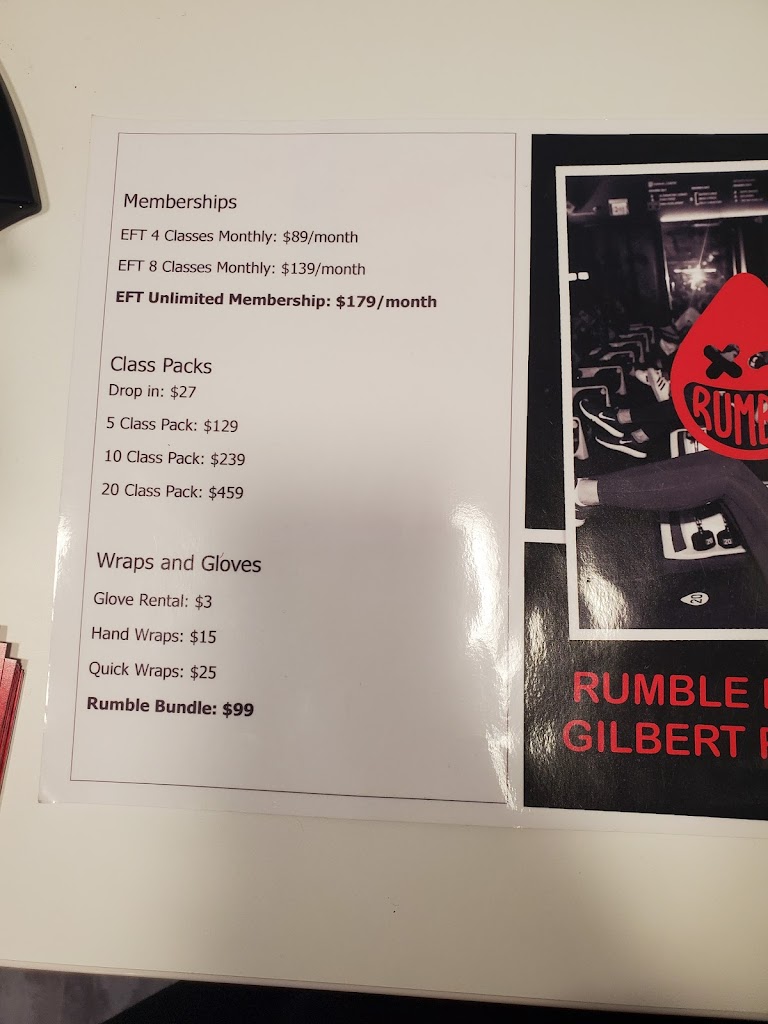 Memberships
EFT 4 Classes Monthly: $89/month
EFT 8 Classes Monthly: $139/month
EFT Unlimited Membership: $179/month
Class Packs
Drop in: $27
5 Class Pack: $129
10 Class Pack: $239
20 Class Pack: $459
Wraps and Gloves
Glove Rental: $3
Hand Wraps: $15
Quick Wraps: $25
Rumble Bundle: $99
RUMB
20
RUMBLE
GILBERT